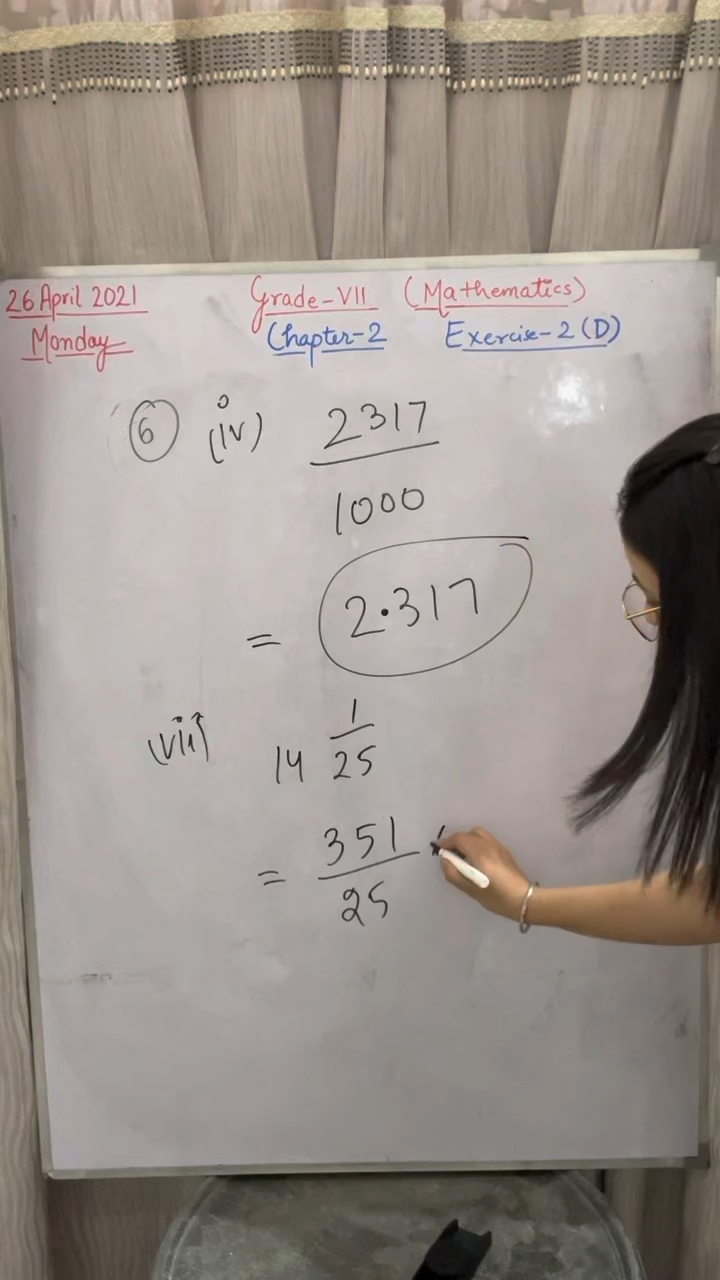 26 April 2021 Grade-VII (Mathematics)
Monday Chapter-2 Exercise-2(D)
6 (iv) 2317
1000
= 2.317
(vii) 14 1/25
= 351
25